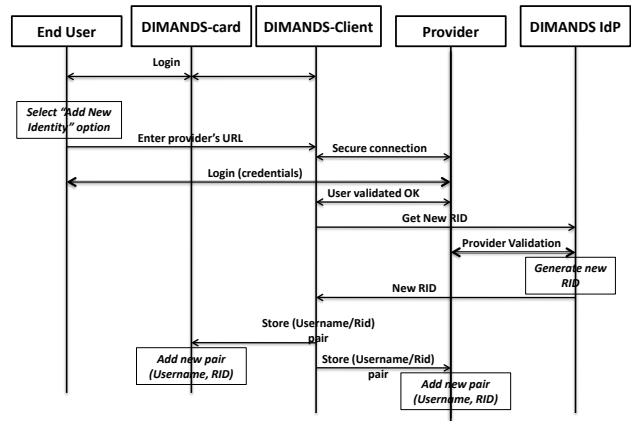 End User
DIMANDS-card
DIMANDS-Client
Provider
DIMANDS IdP
Login
Select “Add New
Identity” option
Enter provider's URL
Secure connection
Login (credentials)
User validated OK
Get New RID
Provider Validation
Generate new
RID
New RID
Store (Username/Rid)
pair
Add new pair
(Username, RID)
Store (Username/Rid)
pair
Add new pair
(Username, RID)